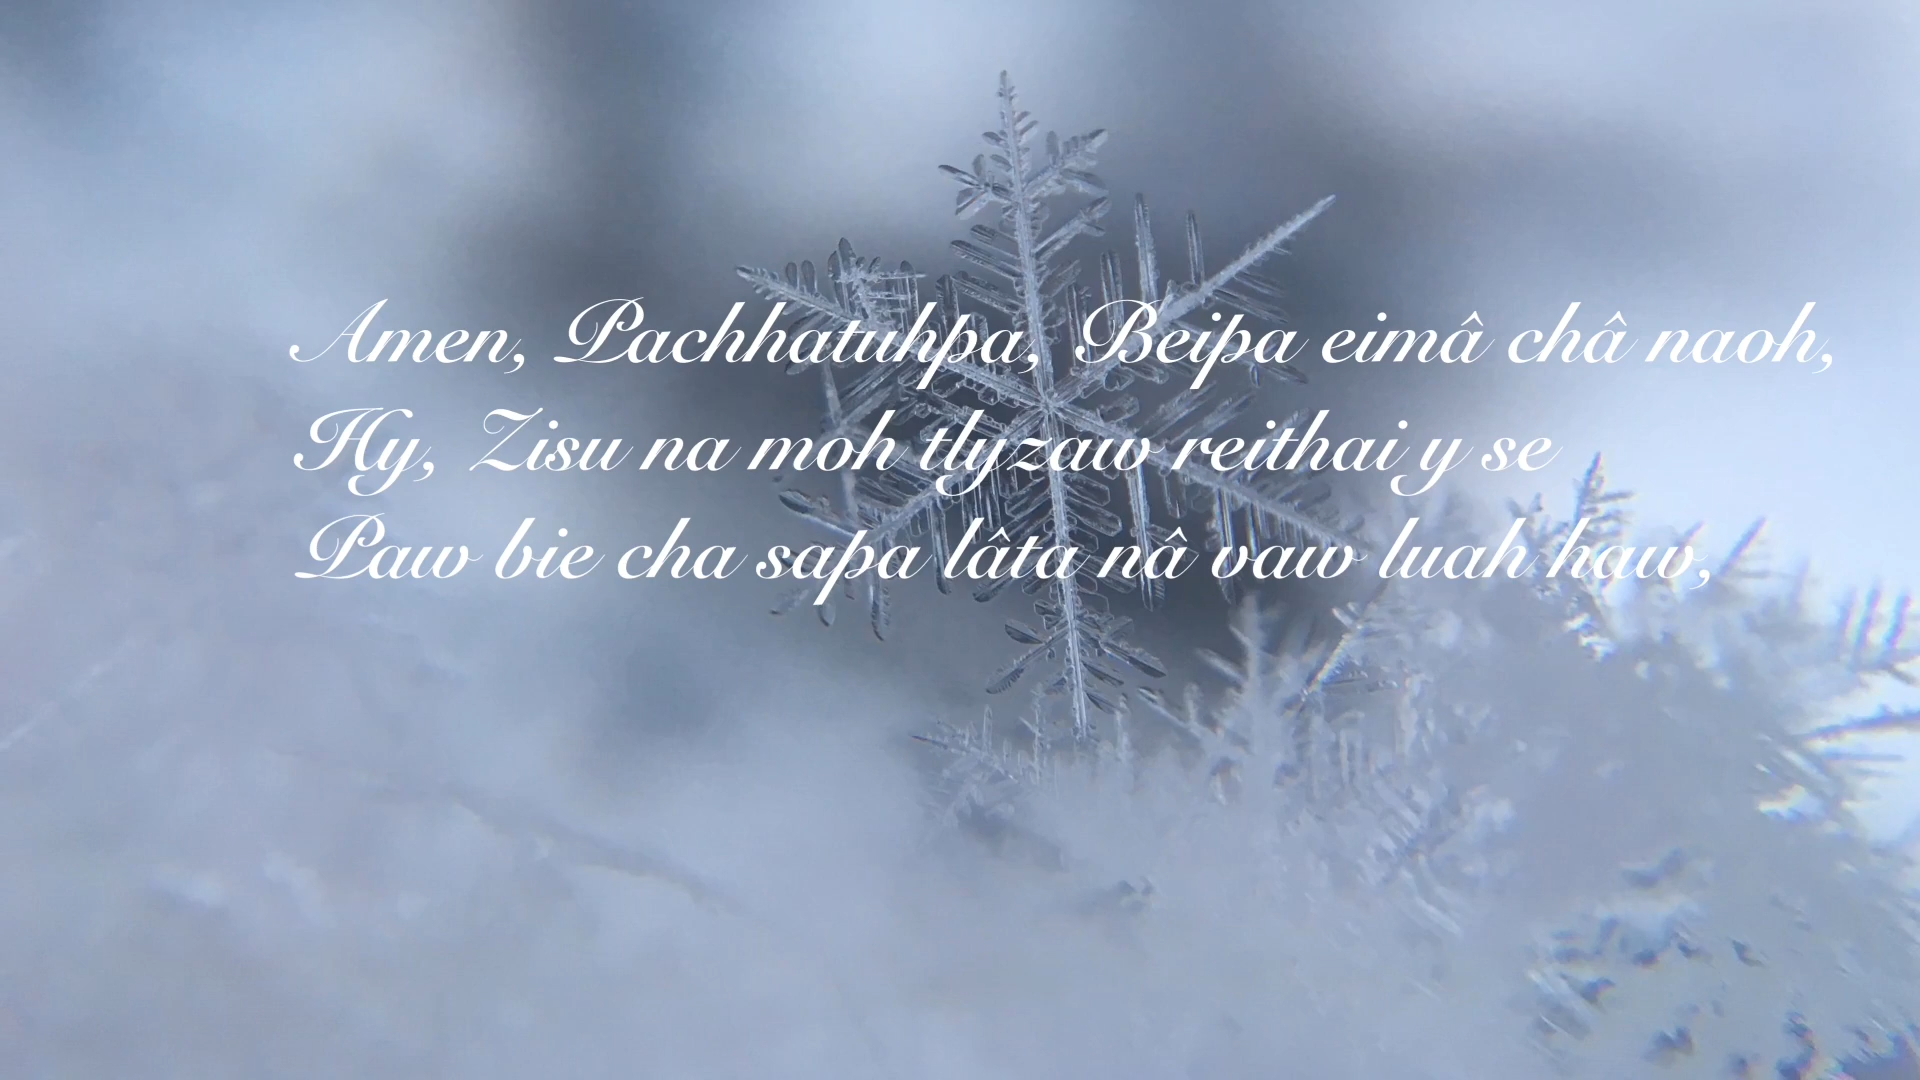 Amen, Pachhatuhpa, Beipa eimâ châ naoh,
Hy, Zisu na moh tlyzaw reithai y se
Paw bie cha sapa lâta nâ vaw luah haw,